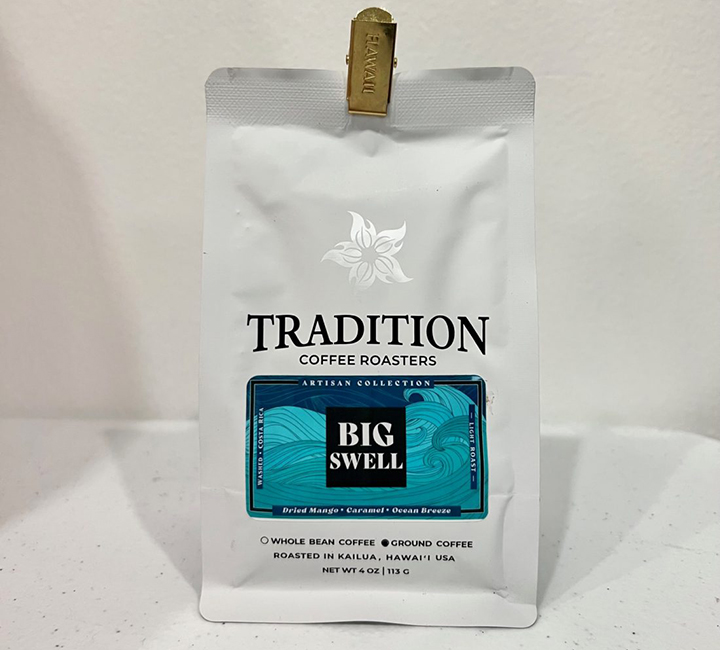 HAWAII
TRADITION
COFFEE ROASTERS
ARTISAN COLLECTION
WASHED • COSTA RICA
BIG
SWELL
— LIGHT ROAST —
Dried Mango • Caramel • Ocean Breeze
○ WHOLE BEAN COFFEE ● GROUND COFFEE
ROASTED IN KAILUA, HAWAI‘I USA
NET WT 4 OZ | 113 G